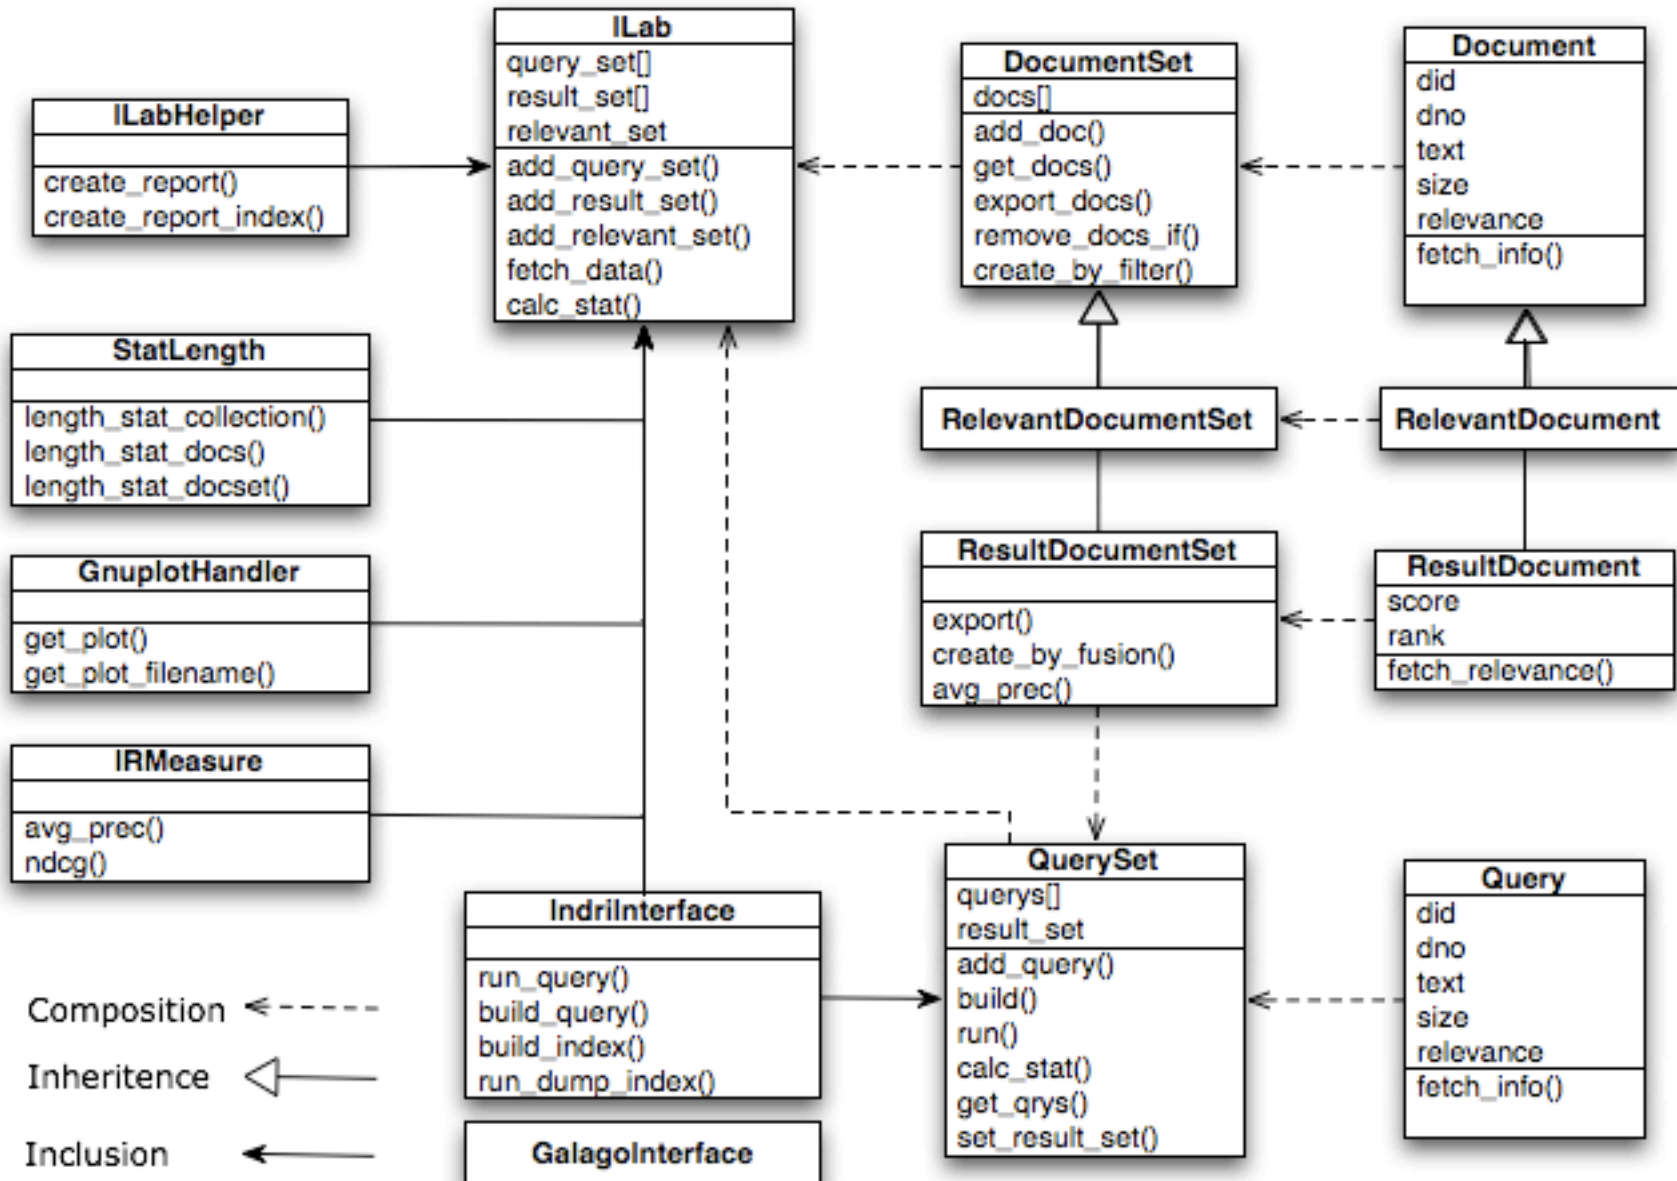 ILab
query_set[]
result_set[]
relevant_set
add_query_set()
add_result_set()
add_relevant_set()
fetch_data()
calc_stat()
DocumentSet
docs[]
add_doc()
get_docs()
export_docs()
remove_docs_if()
create_by_filter()
Document
did
dno
text
size
relevance
fetch_info()
ILabHelper
create_report()
create_report_index()
StatLength
length_stat_collection()
length_stat_docs()
length_stat_docset()
RelevantDocumentSet
RelevantDocument
GnuplotHandler
get_plot()
get_plot_filename()
ResultDocumentSet
export()
create_by_fusion()
avg_prec()
ResultDocument
score
rank
fetch_relevance()
IRMeasure
avg_prec()
ndcg()
IndriInterface
run_query()
build_query()
build_index()
run_dump_index()
QuerySet
querys[]
result_set
add_query()
build()
run()
calc_stat()
get_qrys()
set_result_set()
Query
did
dno
text
size
relevance
fetch_info()
Composition
Inheritence
Inclusion
GalagoInterface